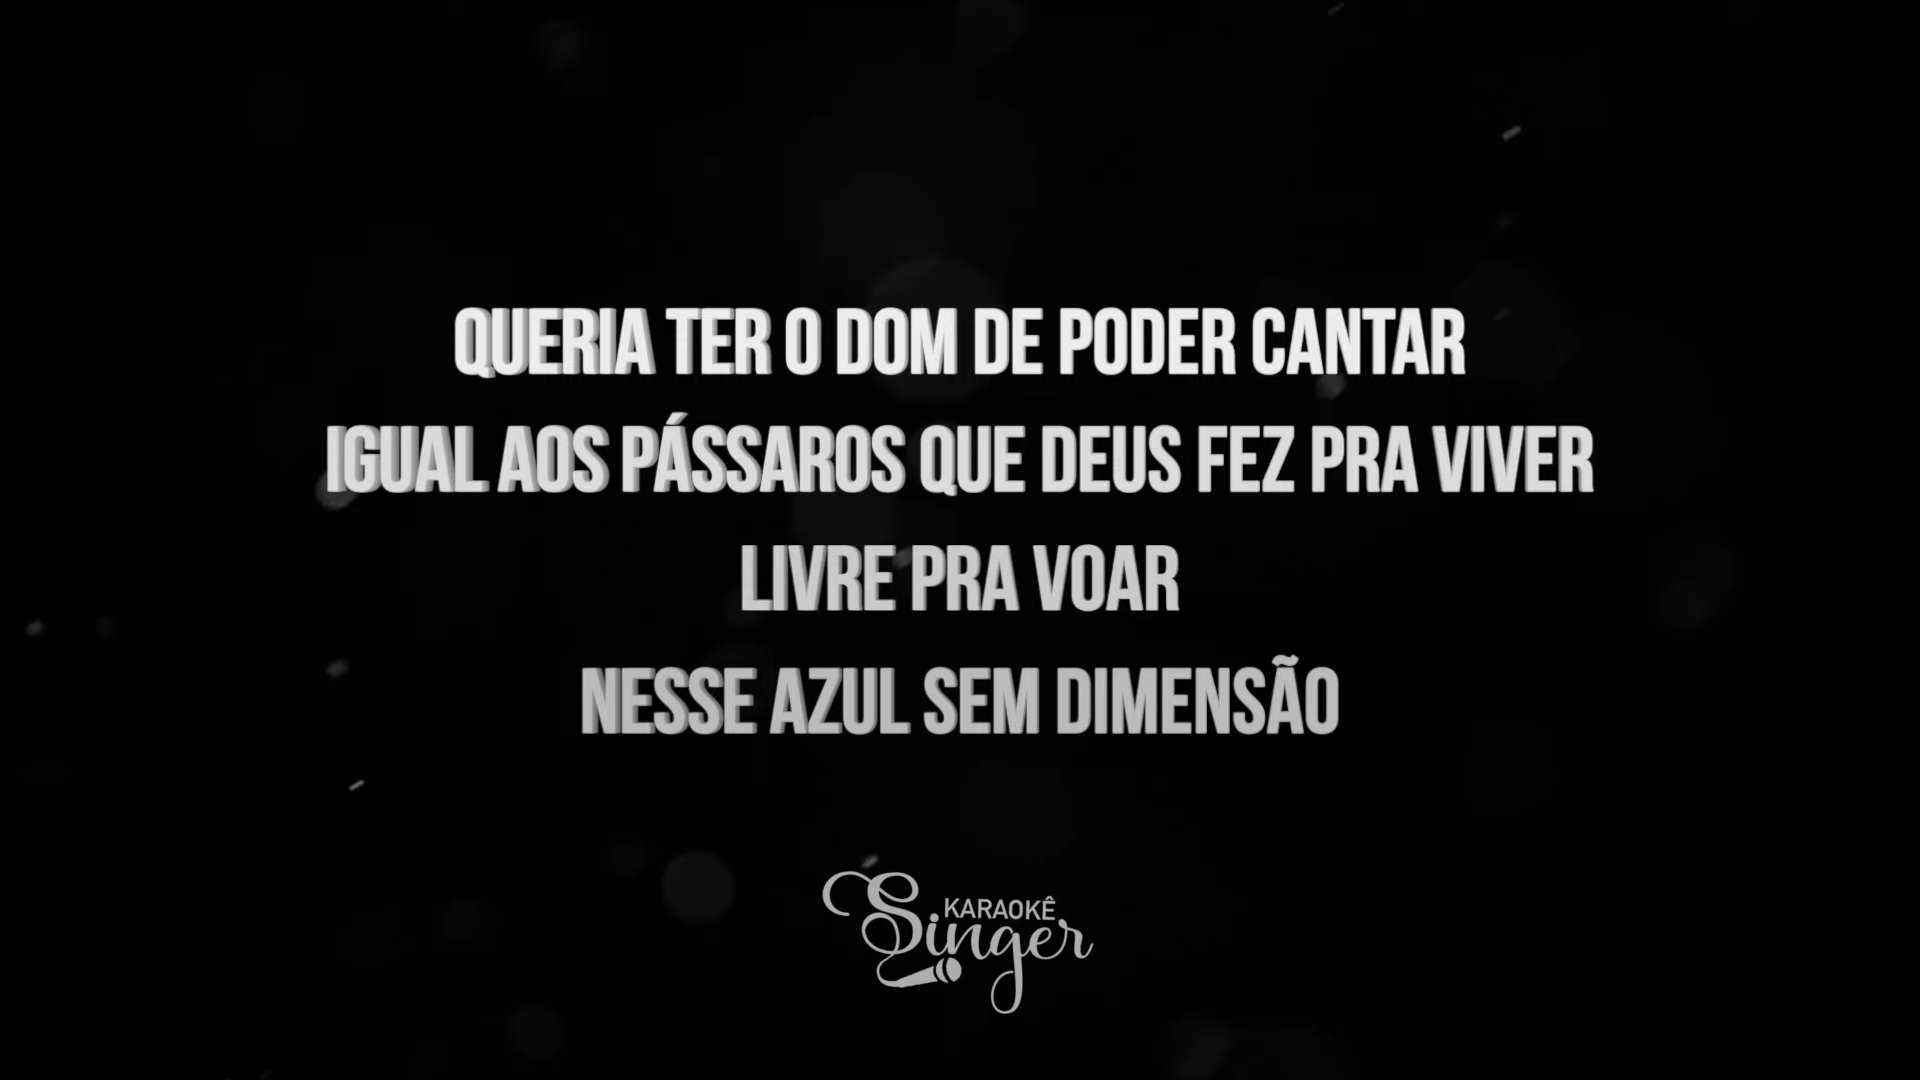 QUERIA TER O DOM DE PODER CANTAR
IGUAL AOS PÁSSAROS QUE DEUS FEZ PRA VIVER
LIVRE PRA VOAR
NESSE AZUL SEM DIMENSÃO
KARAOKÊ
Singer